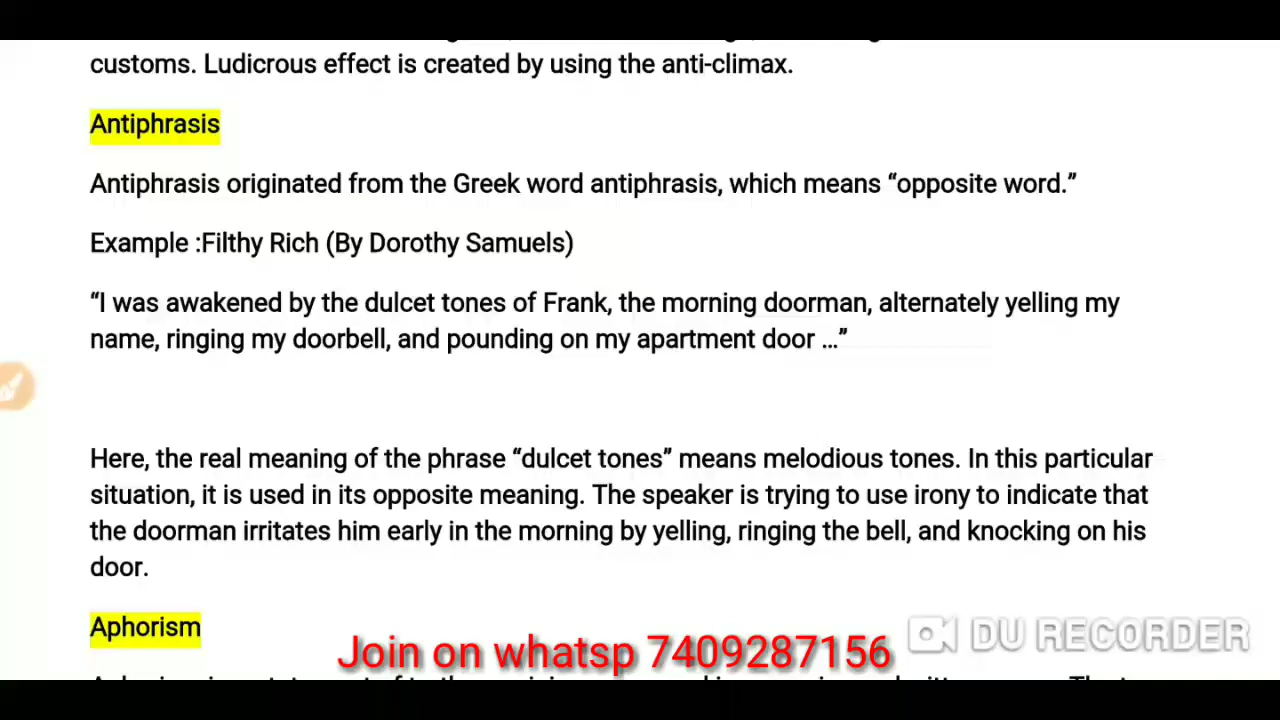 customs. Ludicrous effect is created by using the anti-climax.
Antiphrasis
Antiphrasis originated from the Greek word antiphrasis, which means “opposite word.”
Example :Filthy Rich (By Dorothy Samuels)
“I was awakened by the dulcet tones of Frank, the morning doorman, alternately yelling my
name, ringing my doorbell, and pounding on my apartment door ...”
Here, the real meaning of the phrase “dulcet tones” means melodious tones. In this particular
situation, it is used in its opposite meaning. The speaker is trying to use irony to indicate that
the doorman irritates him early in the morning by yelling, ringing the bell, and knocking on his
door.
Aphorism
Join on whatsp 7409287156
DU RECORDER